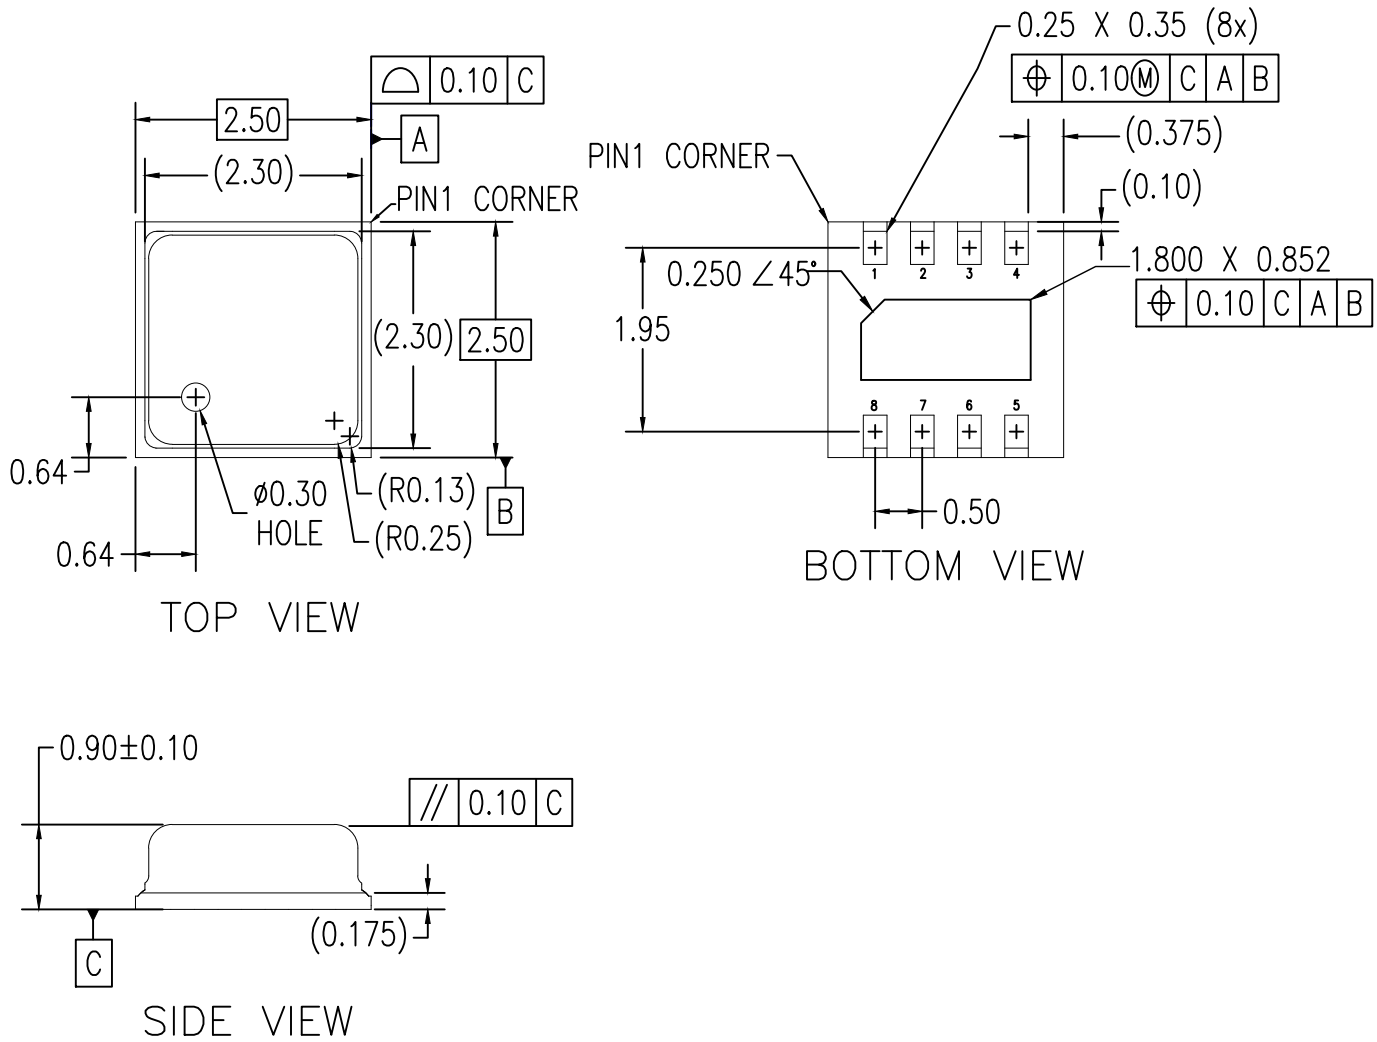 0.10 C
2.50
A
(2.30)
PIN1 CORNER
(2.30)
2.50
0.64
ø0.30
HOLE
(R0.13)
(R0.25)
B
0.64
TOP VIEW
0.25 X 0.35 (8x)
⌖ 0.10Ⓜ C A B
(0.375)
PIN1 CORNER
(0.10)
1 2 3 4
0.250 ∠45°
1.800 X 0.852
⌖ 0.10 C A B
1.95
8 7 6 5
0.50
BOTTOM VIEW
0.90±0.10
// 0.10 C
(0.175)
C
SIDE VIEW